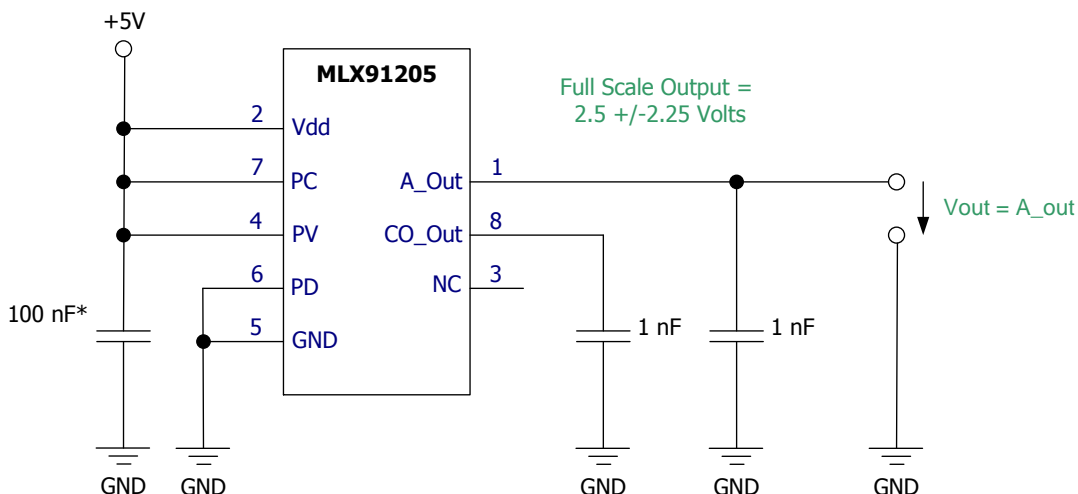 +5V
MLX91205
Full Scale Output =
2.5 +/-2.25 Volts
2
Vdd
7
PC
A_Out
1
Vout = A_out
4
PV
CO_Out
8
6
PD
NC
3
100 nF*
5
GND
1 nF
1 nF
GND
GND
GND
GND
GND